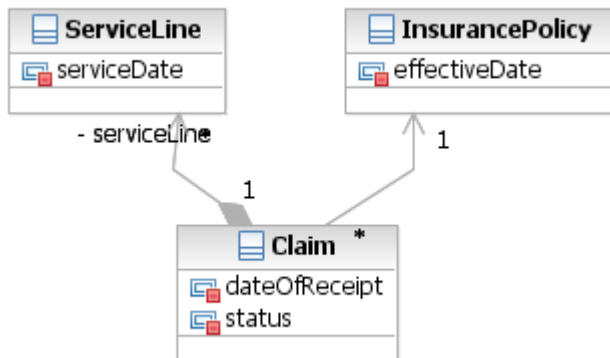 ServiceLine
serviceDate
InsurancePolicy
effectiveDate
- serviceLine *
1
1
Claim *
dateOfReceipt
status